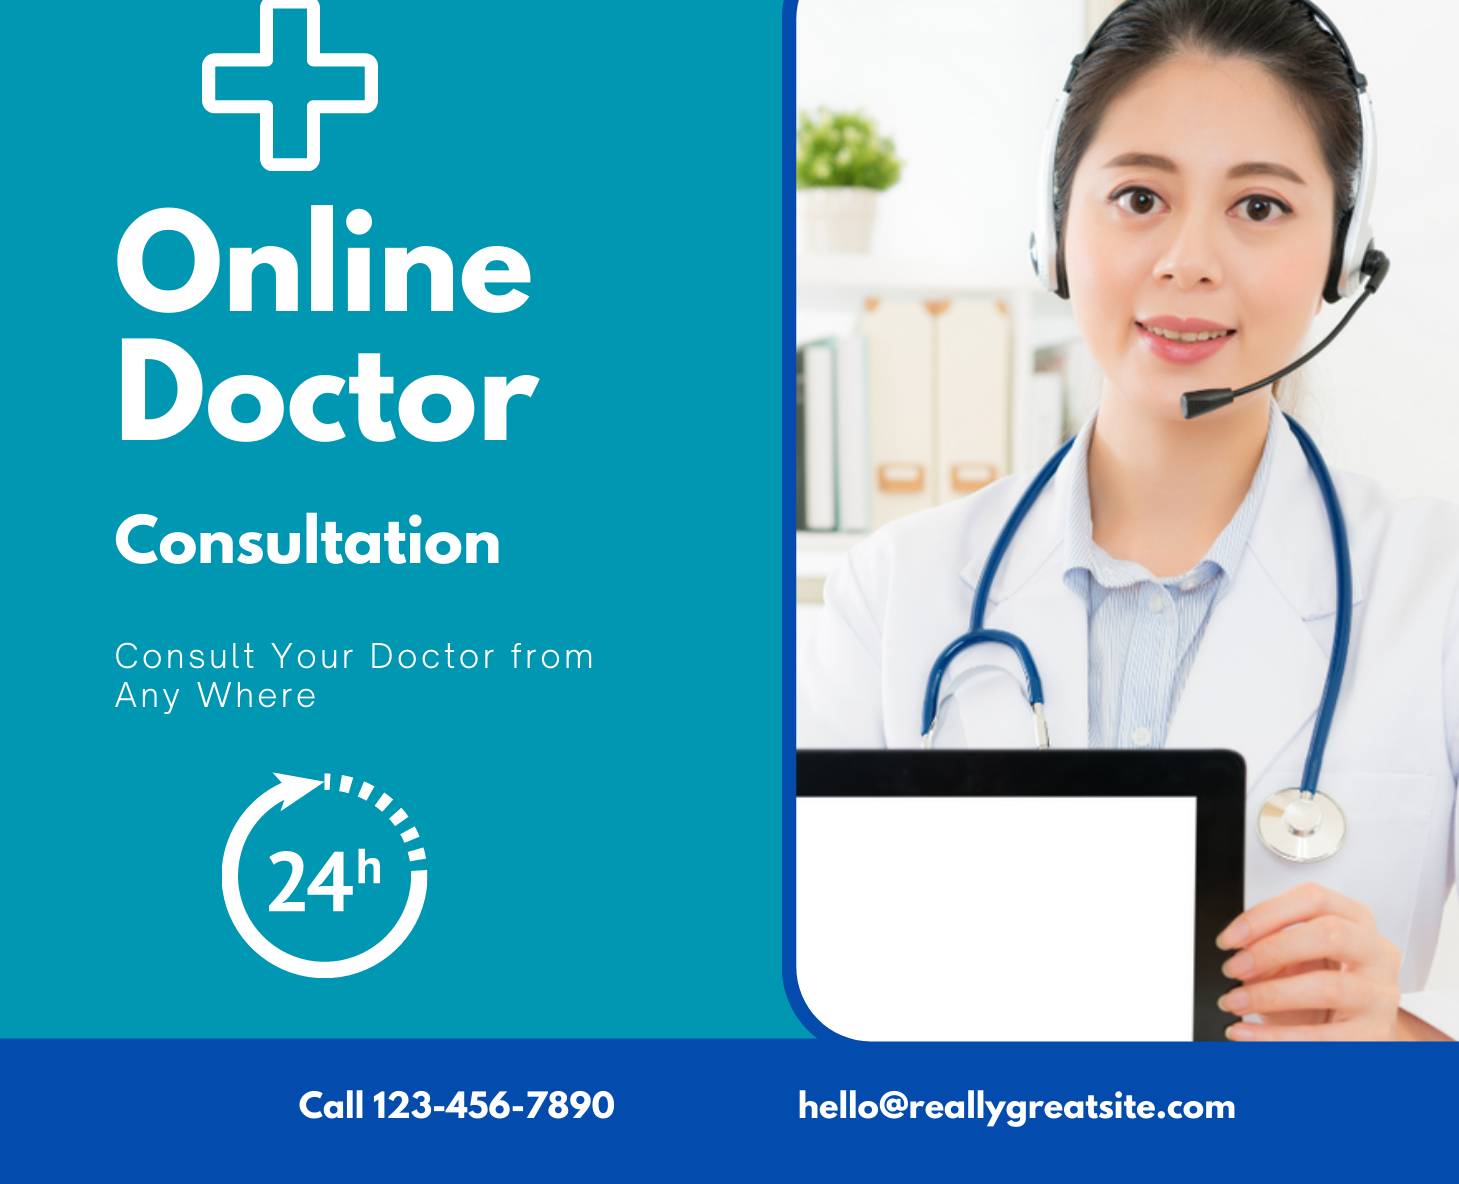 Online
Doctor
Consultation
Consult Your Doctor from
Any Where
24h
Call 123-456-7890
hello@reallygreatsite.com